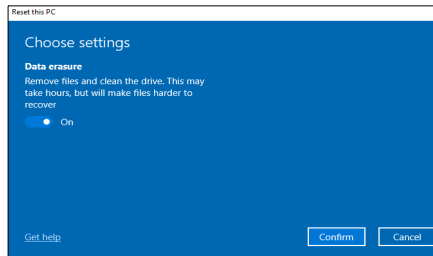 Reset this PC
Choose settings
Data erasure
Remove files and clean the drive. This may
take hours, but will make files harder to
recover
On
Get help
Confirm
Cancel